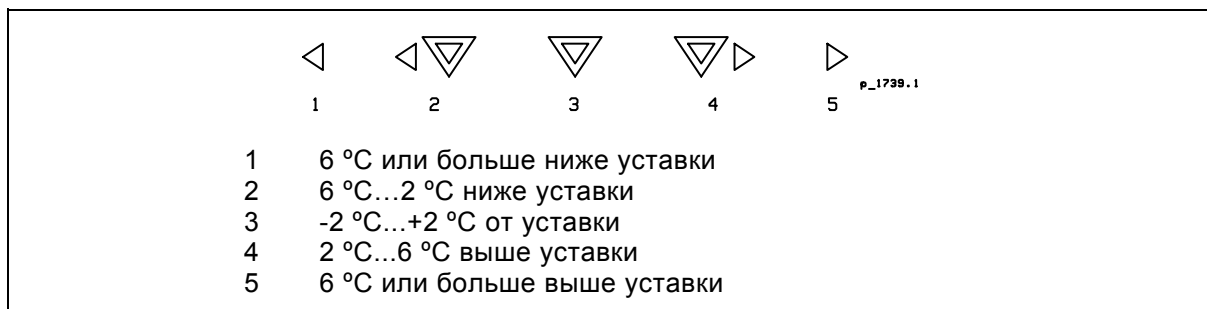 p_1739.1
1 2 3 4 5
1 6 ºC или больше ниже уставки
2 6 ºC…2 ºC ниже уставки
3 -2 ºC...+2 ºC от уставки
4 2 ºC...6 ºC выше уставки
5 6 ºC или больше выше уставки